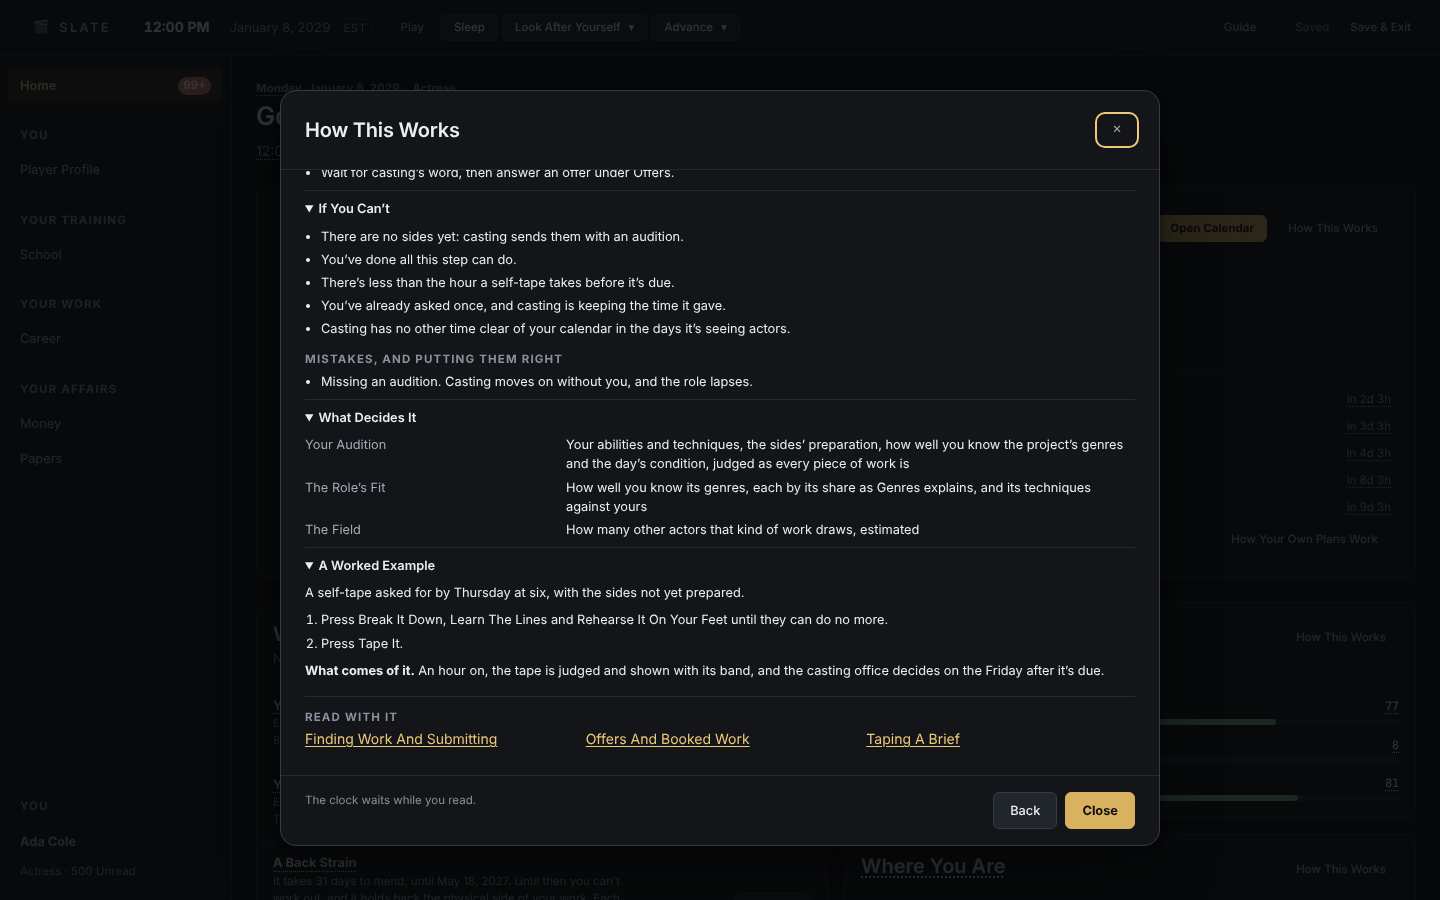 SLATE
12:00 PM
January 8, 2029 EST
Play
Sleep
Look After Yourself ▾
Advance ▾
Guide
Saved
Save & Exit
Home
99+
YOU
Player Profile
YOUR TRAINING
School
YOUR WORK
Career
YOUR AFFAIRS
Money
Papers
YOU
Ada Cole
Actress · 500 Unread
Monday, January 8, 2029 · Actress
How This Works
×
• Wait for casting's word, then answer an offer under Offers.
▼ If You Can’t
• There are no sides yet: casting sends them with an audition.
• You’ve done all this step can do.
• There’s less than the hour a self-tape takes before it’s due.
• You’ve already asked once, and casting is keeping the time it gave.
• Casting has no other time clear of your calendar in the days it’s seeing actors.
MISTAKES, AND PUTTING THEM RIGHT
• Missing an audition. Casting moves on without you, and the role lapses.
▼ What Decides It
Your Audition
Your abilities and techniques, the sides’ preparation, how well you know the project’s genres
and the day’s condition, judged as every piece of work is
The Role’s Fit
How well you know its genres, each by its share as Genres explains, and its techniques
against yours
The Field
How many other actors that kind of work draws, estimated
▼ A Worked Example
A self-tape asked for by Thursday at six, with the sides not yet prepared.
1. Press Break It Down, Learn The Lines and Rehearse It On Your Feet until they can do no more.
2. Press Tape It.
What comes of it. An hour on, the tape is judged and shown with its band, and the casting office decides on the Friday after it’s due.
READ WITH IT
Finding Work And Submitting
Offers And Booked Work
Taping A Brief
The clock waits while you read.
Back
Close
Open Calendar
How This Works
in 2d 3h
in 3d 3h
in 4d 3h
in 8d 3h
in 9d 3h
How Your Own Plans Work
How This Works
77
8
81
A Back Strain
It takes 31 days to mend, until May 18, 2027. Until then you can’t
Where You Are
How This Works